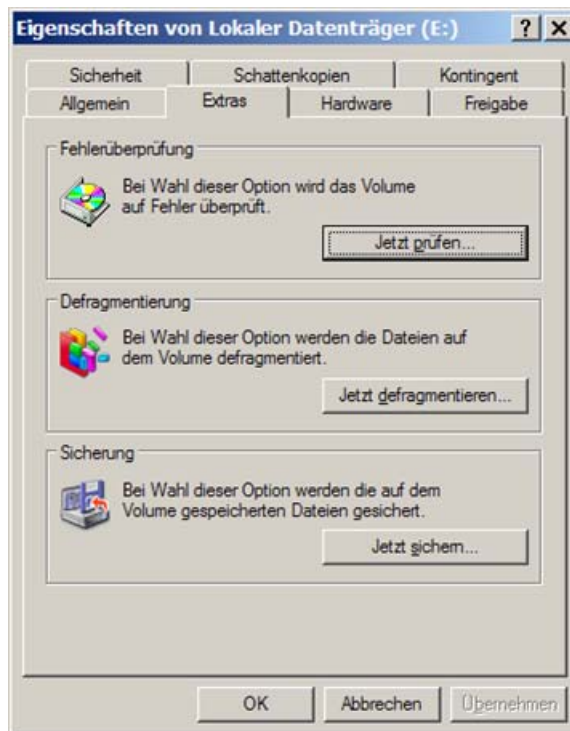 Eigenschaften von Lokaler Datenträger (E:)
Sicherheit
Schattenkopien
Kontingent
Allgemein
Extras
Hardware
Freigabe
Fehlerüberprüfung
Bei Wahl dieser Option wird das Volume
auf Fehler überprüft.
Jetzt prüfen...
Defragmentierung
Bei Wahl dieser Option werden die Dateien auf
dem Volume defragmentiert.
Jetzt defragmentieren...
Sicherung
Bei Wahl dieser Option werden die auf dem
Volume gespeicherten Dateien gesichert.
Jetzt sichern...
OK
Abbrechen
Übernehmen